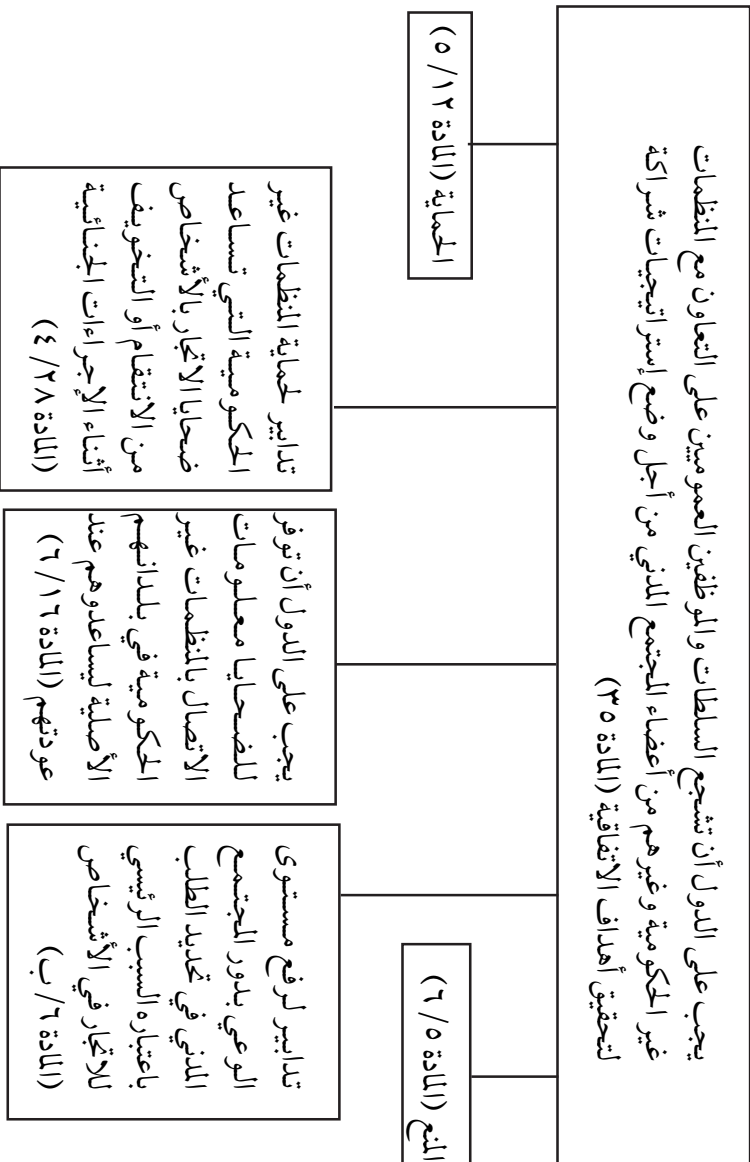 يجب على الدول أن تشجع السلطات والموظفين العموميين على التعاون مع المنظمات
غير الحكومية وغيرهم من أعضاء المجتمع المدني من أجل وضع إستراتيجيات شراكة
لتحقيق أهداف الاتفاقية (المادة ٣٥)
المنع (المادة ٦/٥)
الحماية (المادة ٥/١٢)
تدابير لرفع مستوى
الوعي بدور المجتمع
المدني في تحديد الطلب
باعتباره السبب الرئيسي
للاتجار في الأشخاص
(المادة ٦/ب)
يجب على الدول أن توفر
للضحايا معلومات
الاتصال بالمنظمات غير
الحكومية في بلدانهم
الأصلية ليساعدوهم عند
عودتهم (المادة ٦/١٦)
تدابير لحماية المنظمات غير
الحكومية التي تساعد
ضحايا الاتجار بالأشخاص
من الانتقام أو التخويف
أثناء الإجراءات الجنائية
(المادة ٤/٢٨)